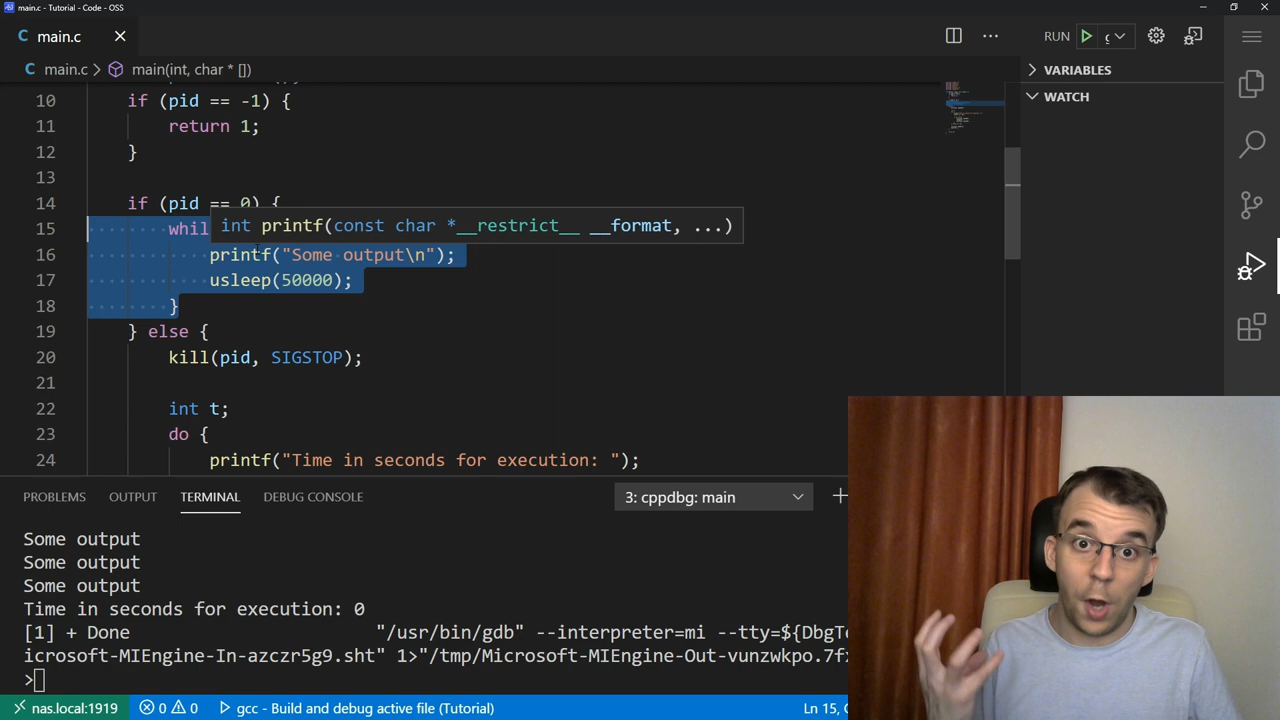 main.c - Tutorial - Code - OSS
C main.c
RUN
C main.c > main(int, char * [])
VARIABLES
WATCH
10 if (pid == -1) {
11 return 1;
12 }
13
14 if (pid == 0) {
15 whil
int printf(const char *__restrict__ __format, ...)
16 printf("Some output\n");
17 usleep(50000);
18 }
19 } else {
20 kill(pid, SIGSTOP);
21
22 int t;
23 do {
24 printf("Time in seconds for execution: ");
PROBLEMS OUTPUT TERMINAL DEBUG CONSOLE 3: cppdbg: main
Some output
Some output
Some output
Time in seconds for execution: 0
[1] + Done "/usr/bin/gdb" --interpreter=mi --tty=${DbgTe
icrosoft-MIEngine-In-azczr5g9.sht" 1>"/tmp/Microsoft-MIEngine-Out-vunzwkpo.7fx
>
nas.local:1919 0 0 gcc - Build and debug active file (Tutorial) Ln 15,